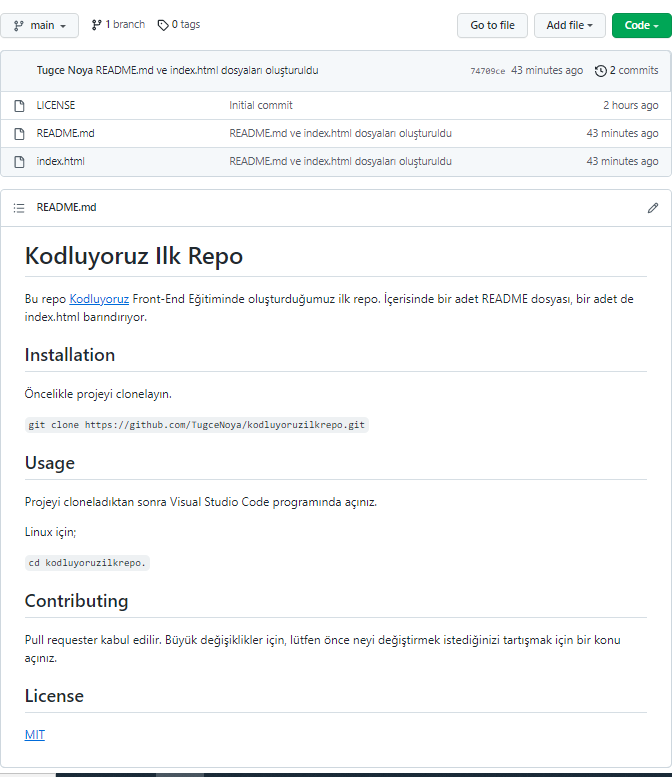 main 1 branch 0 tags Go to file Add file Code
Tugce Noya README.md ve index.html dosyaları oluşturuldu 74709ce 43 minutes ago 2 commits
LICENSE Initial commit 2 hours ago
README.md README.md ve index.html dosyaları oluşturuldu 43 minutes ago
index.html README.md ve index.html dosyaları oluşturuldu 43 minutes ago
README.md
Kodluyoruz Ilk Repo
Bu repo Kodluyoruz Front-End Eğitiminde oluşturduğumuz ilk repo. İçerisinde bir adet README dosyası, bir adet de
index.html barındırıyor.
Installation
Öncelikle projeyi clonelayın.
git clone https://github.com/TugceNoya/kodluyoruzilkrepo.git
Usage
Projeyi cloneladıktan sonra Visual Studio Code programında açınız.
Linux için;
cd kodluyoruzilkrepo.
Contributing
Pull requester kabul edilir. Büyük değişiklikler için, lütfen önce neyi değiştirmek istediğinizi tartışmak için bir konu
açınız.
License
MIT